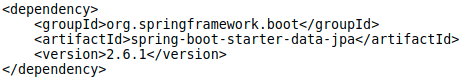 <dependency>
    <groupId>org.springframework.boot</groupId>
    <artifactId>spring-boot-starter-data-jpa</artifactId>
    <version>2.6.1</version>
</dependency>